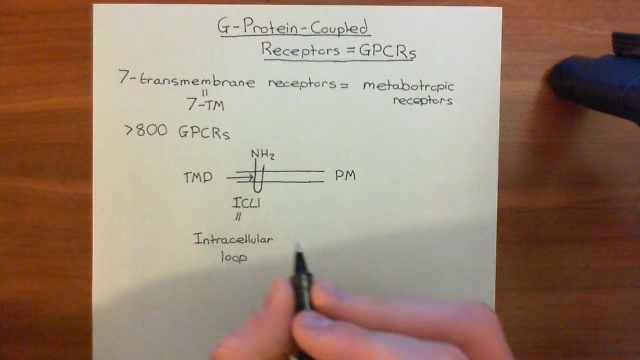 G-Protein-Coupled
Receptors = GPCRs
7-transmembrane receptors = metabotropic
receptors
=
7-TM
>800 GPCRs
NH2
TMD
PM
ICL1
=
Intracellular
loop